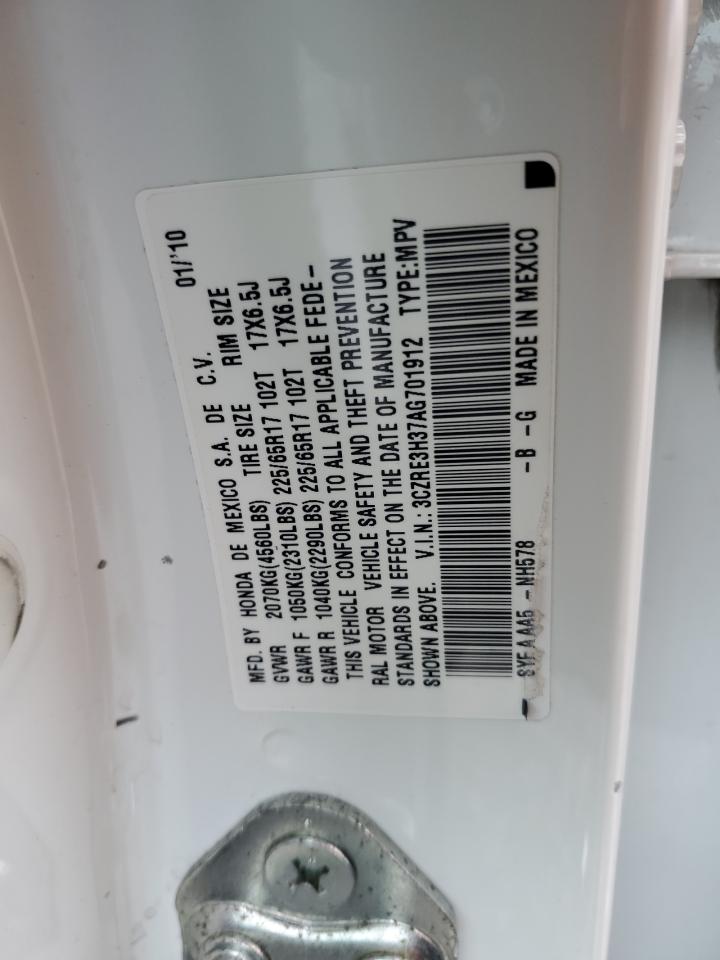 MFD. BY HONDA DE MEXICO S.A. DE C.V. 01/'10
GVWR 2070KG(4560LBS) TIRE SIZE RIM SIZE
GAWR F 1050KG(2310LBS) 225/65R17 102T 17X6.5J
GAWR R 1040KG(2290LBS) 225/65R17 102T 17X6.5J
THIS VEHICLE CONFORMS TO ALL APPLICABLE FEDE-
RAL MOTOR VEHICLE SAFETY AND THEFT PREVENTION
STANDARDS IN EFFECT ON THE DATE OF MANUFACTURE
SHOWN ABOVE. V.I.N.: 3CZRE3H37AG701912 TYPE:MPV
AA5 -NH578 -B -G MADE IN MEXICO